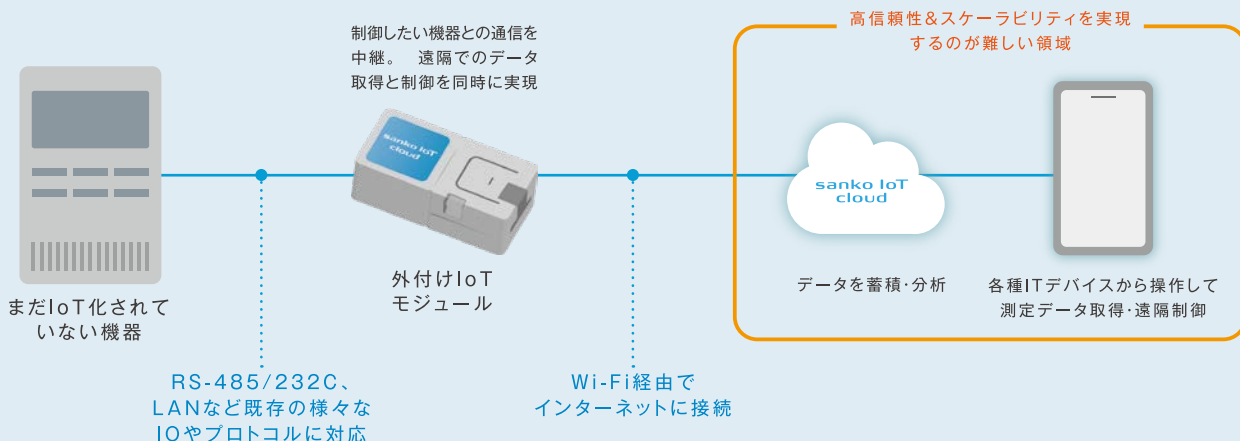 高信頼性&スケーラビリティを実現
するのが難しい領域
制御したい機器との通信を
中継。 遠隔でのデータ
取得と制御を同時に実現
sanko IoT
cloud
sanko IoT
cloud
外付けIoT
モジュール
まだIoT化されて
いない機器
データを蓄積・分析
各種ITデバイスから操作して
測定データ取得・遠隔制御
RS-485/232C、
LANなど既存の様々な
IOやプロトコルに対応
Wi-Fi経由で
インターネットに接続